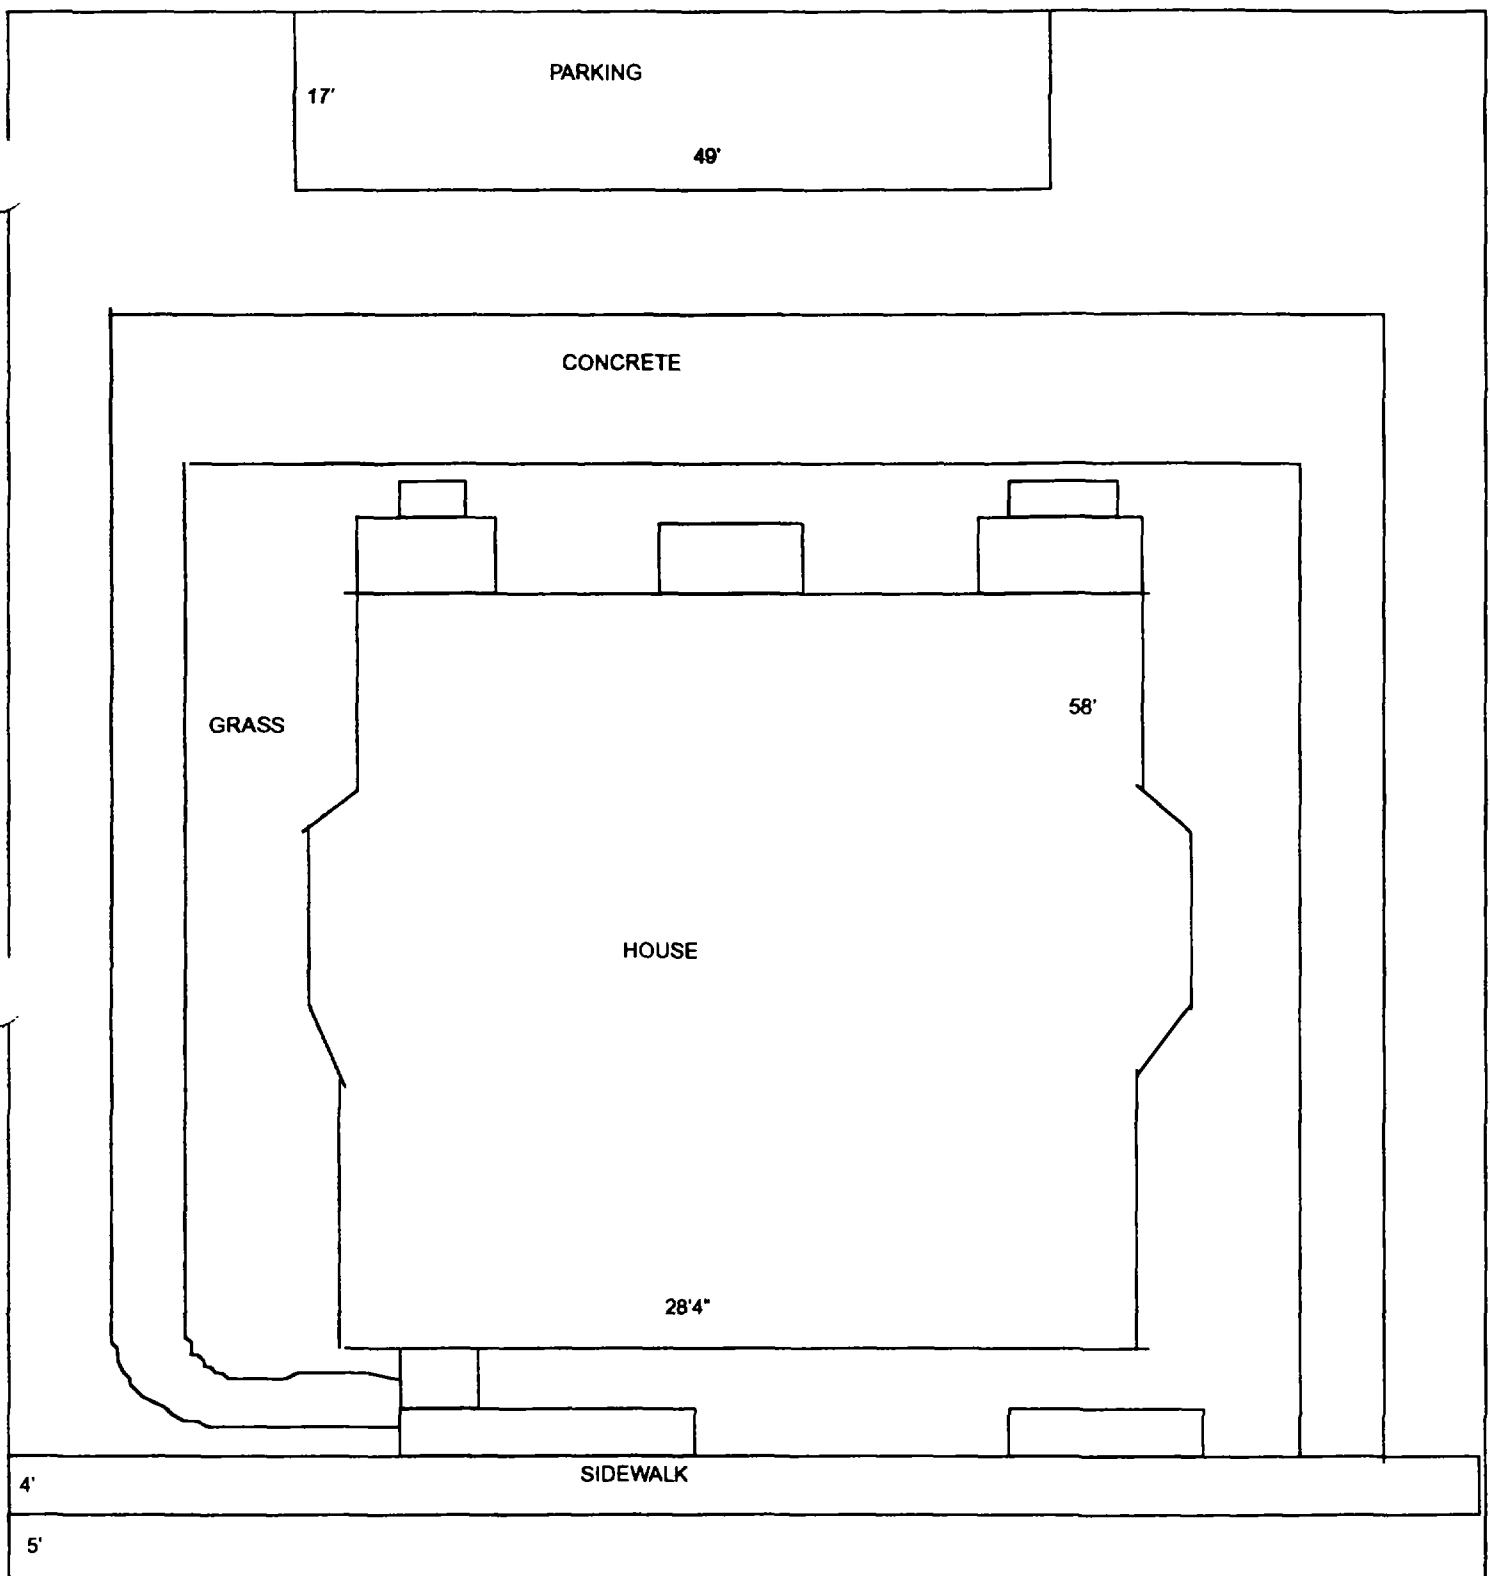 PARKING
17'
49'
CONCRETE
58'
GRASS
HOUSE
28'4"
SIDEWALK
4'
5'